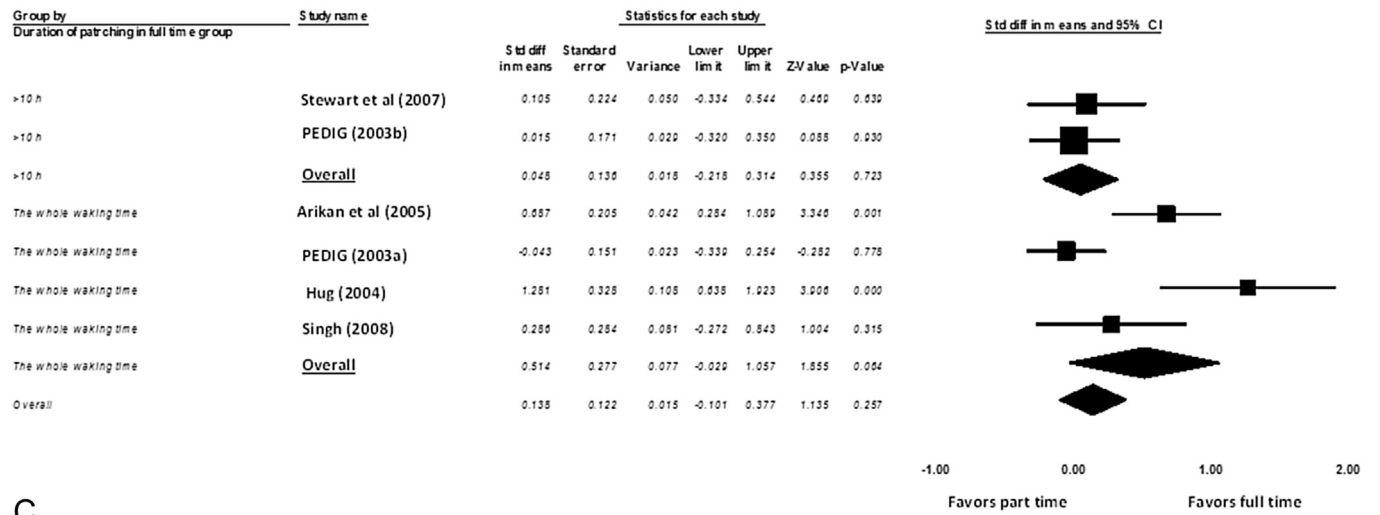 Group by
Duration of patrching in full time group
Study name
Statistics for each study
Std diff in means and 95% CI
Std diff Standard Lower Upper
in means error Variance limit limit Z-Value p-Value
>10 h Stewart et al (2007) 0.105 0.224 0.050 -0.334 0.544 0.469 0.639
>10 h PEDIG (2003b) 0.015 0.171 0.029 -0.320 0.350 0.088 0.930
>10 h Overall 0.048 0.136 0.018 -0.218 0.314 0.355 0.723
The whole waking time Arikan et al (2005) 0.687 0.205 0.042 0.284 1.089 3.346 0.001
The whole waking time PEDIG (2003a) -0.043 0.151 0.023 -0.339 0.254 -0.282 0.778
The whole waking time Hug (2004) 1.281 0.328 0.108 0.638 1.923 3.906 0.000
The whole waking time Singh (2008) 0.286 0.284 0.081 -0.272 0.843 1.004 0.315
The whole waking time Overall 0.514 0.277 0.077 -0.029 1.057 1.855 0.064
Overall 0.138 0.122 0.015 -0.101 0.377 1.135 0.257
-1.00 0.00 1.00 2.00
Favors part time Favors full time
C